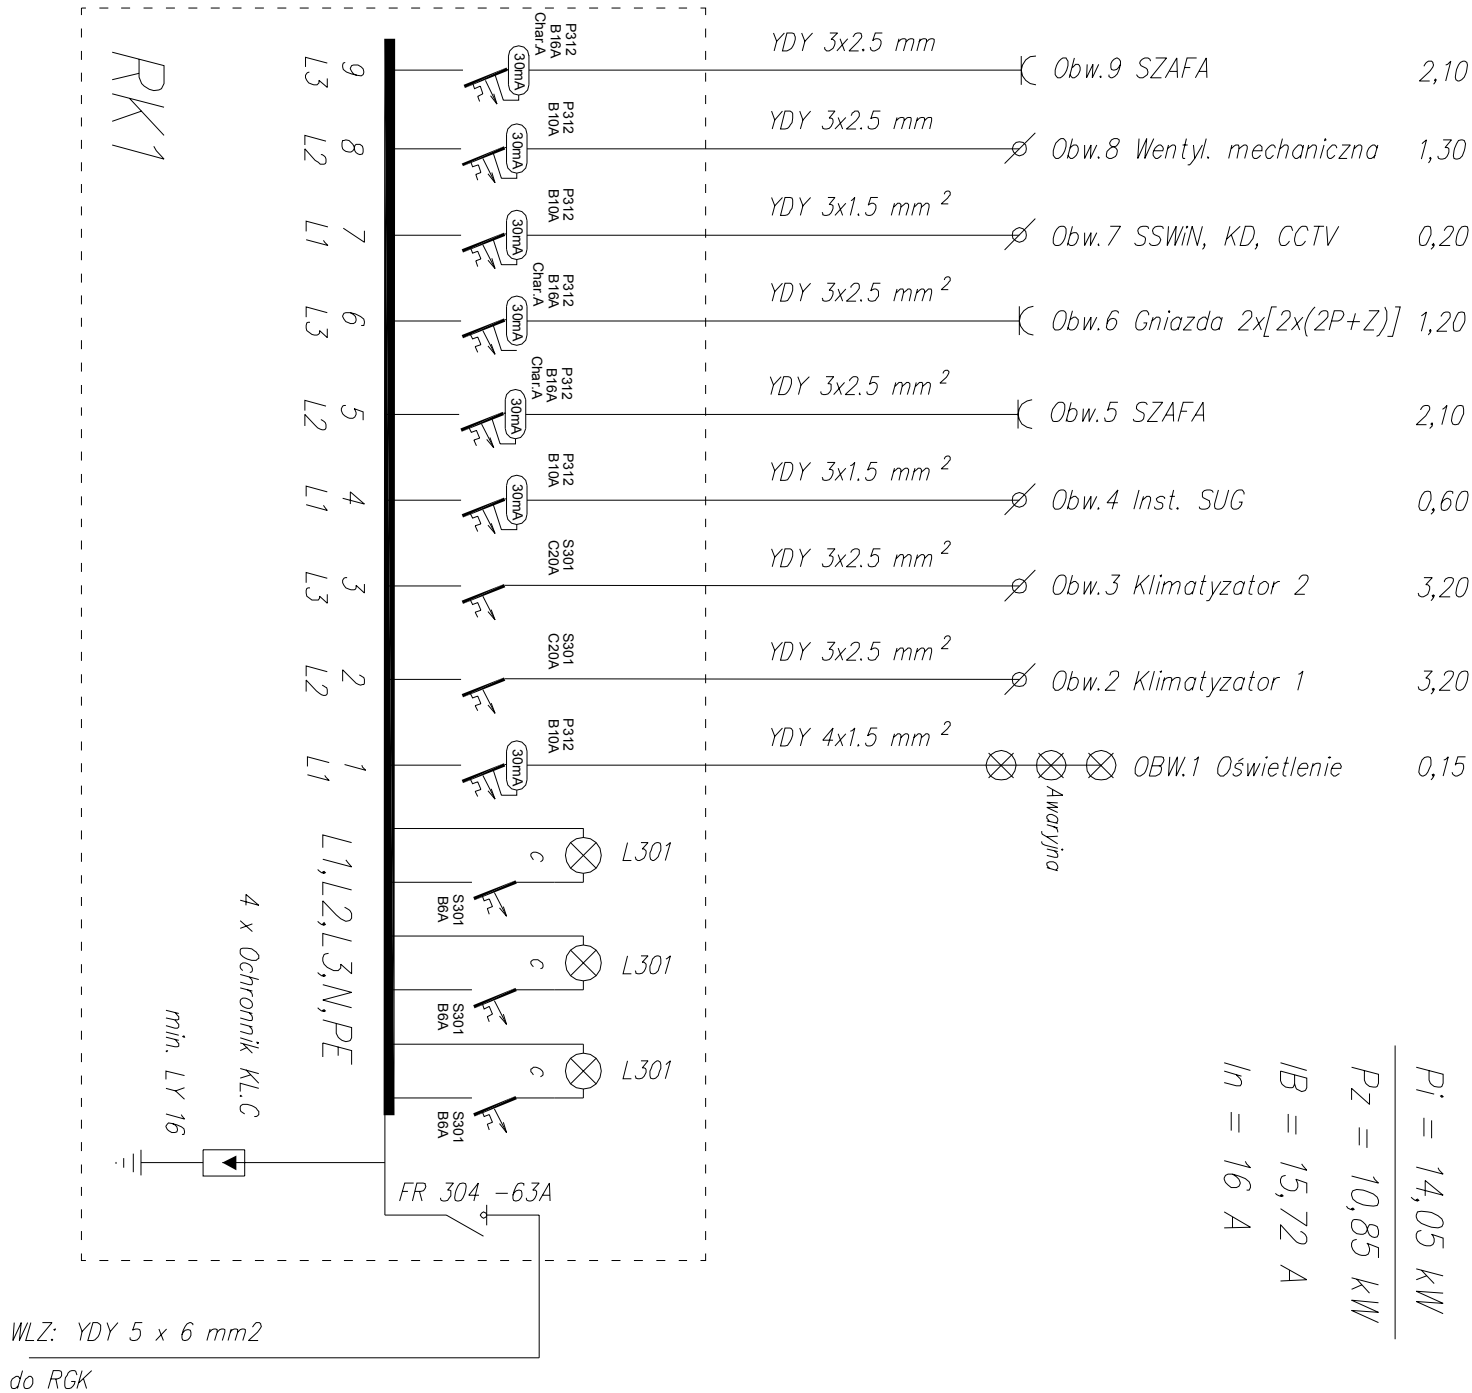 RK1
9
L3
P312
B16A
Char.A
30mA
YDY 3x2.5 mm
Obw.9 SZAFA
2,10
8
L2
P312
B10A
30mA
YDY 3x2.5 mm
Obw.8 Wentyl. mechaniczna
1,30
7
L1
P312
B10A
30mA
YDY 3x1.5 mm 2
Obw.7 SSWiN, KD, CCTV
0,20
6
L3
P312
B16A
Char.A
30mA
YDY 3x2.5 mm 2
Obw.6 Gniazda 2x[2x(2P+Z)]
1,20
5
L2
P312
B16A
Char.A
30mA
YDY 3x2.5 mm 2
Obw.5 SZAFA
2,10
4
L1
P312
B10A
30mA
YDY 3x1.5 mm 2
Obw.4 Inst. SUG
0,60
3
L3
S301
C20A
YDY 3x2.5 mm 2
Obw.3 Klimatyzator 2
3,20
2
L2
S301
C20A
YDY 3x2.5 mm 2
Obw.2 Klimatyzator 1
3,20
1
L1
P312
B10A
30mA
YDY 4x1.5 mm 2
OBW.1 Oświetlenie
0,15
Awaryjna
L1,L2,L3,N,PE
C
L301
S301
B6A
C
L301
S301
B6A
C
L301
S301
B6A
4 x Ochronnik KL.C
min. LY 16
FR 304 -63A
WLZ: YDY 5 x 6 mm2
do RGK
Pi = 14,05 kW
Pz = 10,85 kW
IB = 15,72 A
In = 16 A